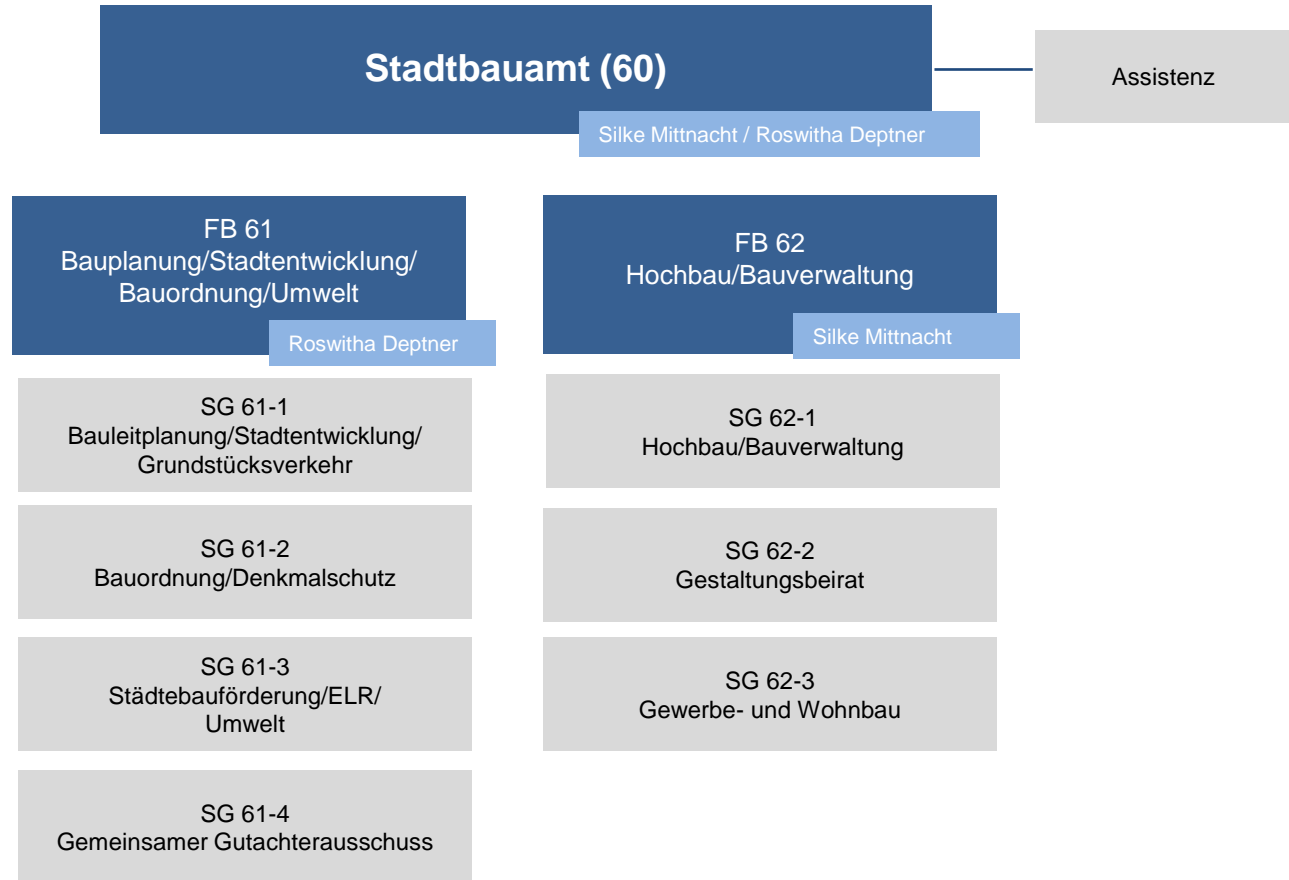 Stadtbauamt (60)
Assistenz
Silke Mittnacht / Roswitha Deptner
FB 61
Bauplanung/Stadtentwicklung/
Bauordnung/Umwelt
Roswitha Deptner
SG 61-1
Bauleitplanung/Stadtentwicklung/
Grundstücksverkehr
SG 61-2
Bauordnung/Denkmalschutz
SG 61-3
Städtebauförderung/ELR/
Umwelt
SG 61-4
Gemeinsamer Gutachterausschuss
FB 62
Hochbau/Bauverwaltung
Silke Mittnacht
SG 62-1
Hochbau/Bauverwaltung
SG 62-2
Gestaltungsbeirat
SG 62-3
Gewerbe- und Wohnbau